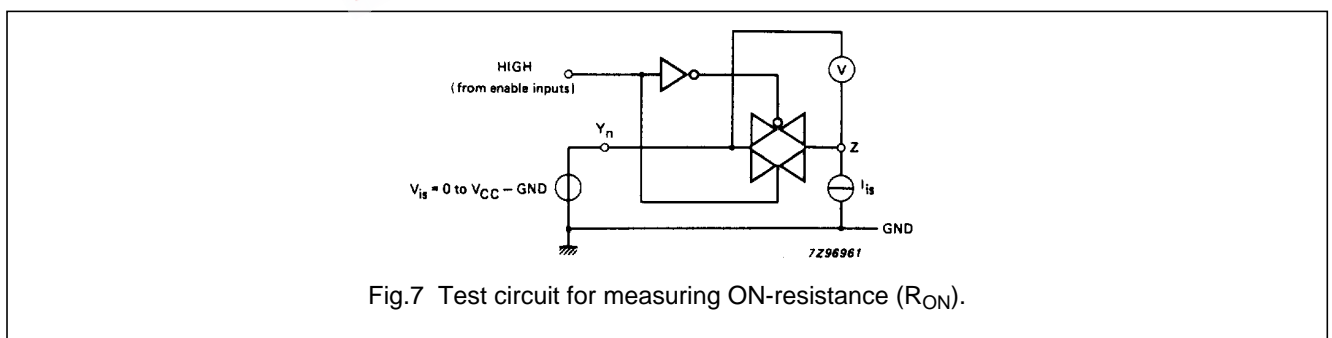 HIGH
(from enable inputs)
V
Yn
Z
Vis = 0 to VCC – GND
Iis
GND
7Z96961
Fig.7 Test circuit for measuring ON-resistance (RON).